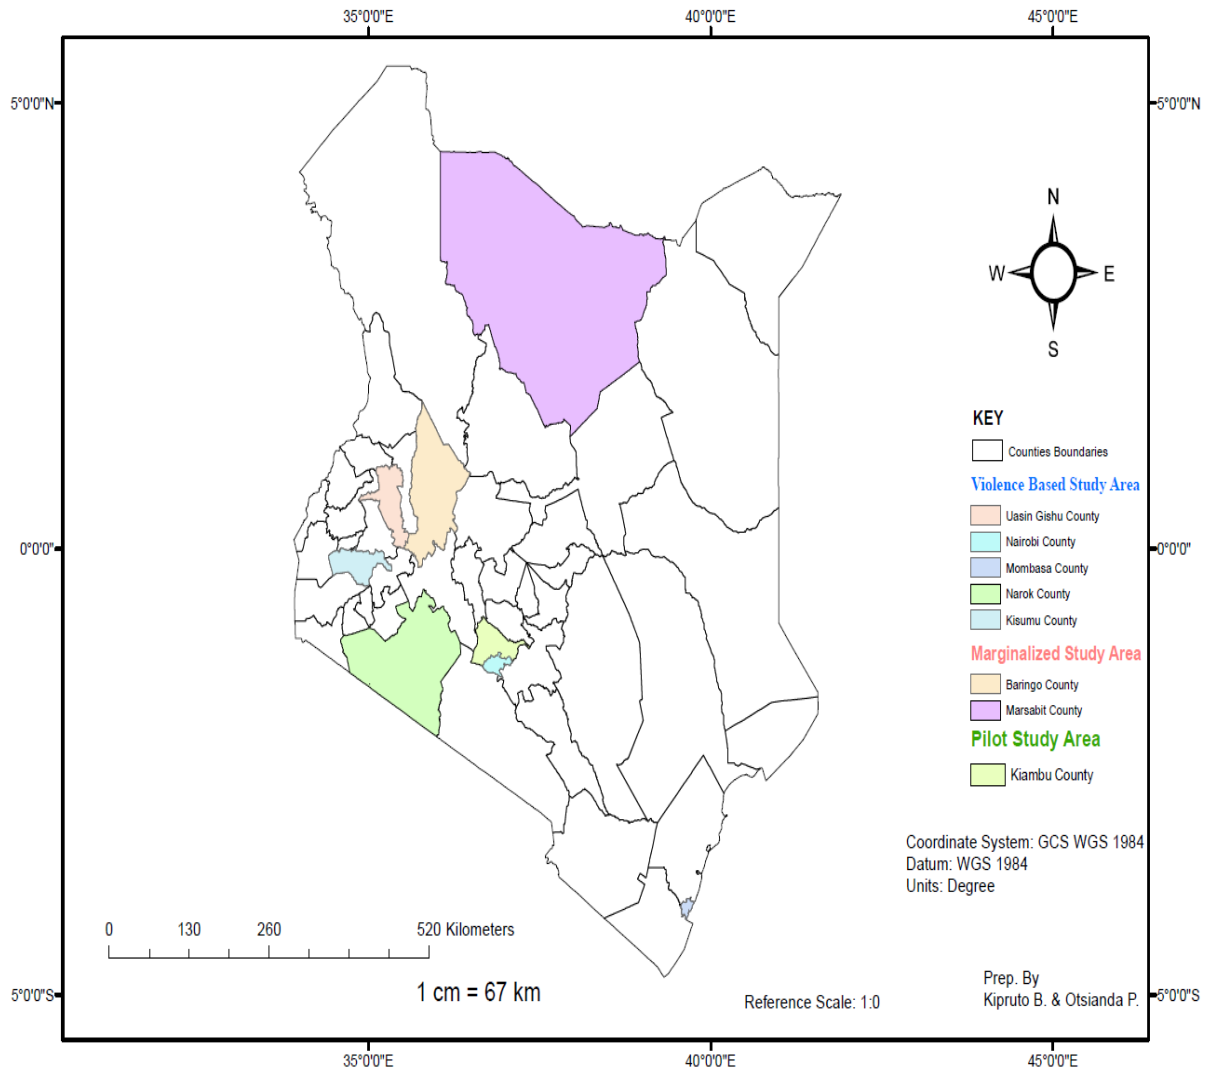 35°0'0"E 40°0'0"E 45°0'0"E
5°0'0"N 5°0'0"N
N
W E
S
KEY
Counties Boundaries
Violence Based Study Area
Uasin Gishu County
Nairobi County
0°0'0" 0°0'0"
Mombasa County
Narok County
Kisumu County
Marginalized Study Area
Baringo County
Marsabit County
Pilot Study Area
Kiambu County
Coordinate System: GCS WGS 1984
Datum: WGS 1984
Units: Degree
0 130 260 520 Kilometers
1 cm = 67 km
Reference Scale: 1:0
Prep. By
Kipruto B. & Otsianda P.
5°0'0"S 5°0'0"S
35°0'0"E 40°0'0"E 45°0'0"E